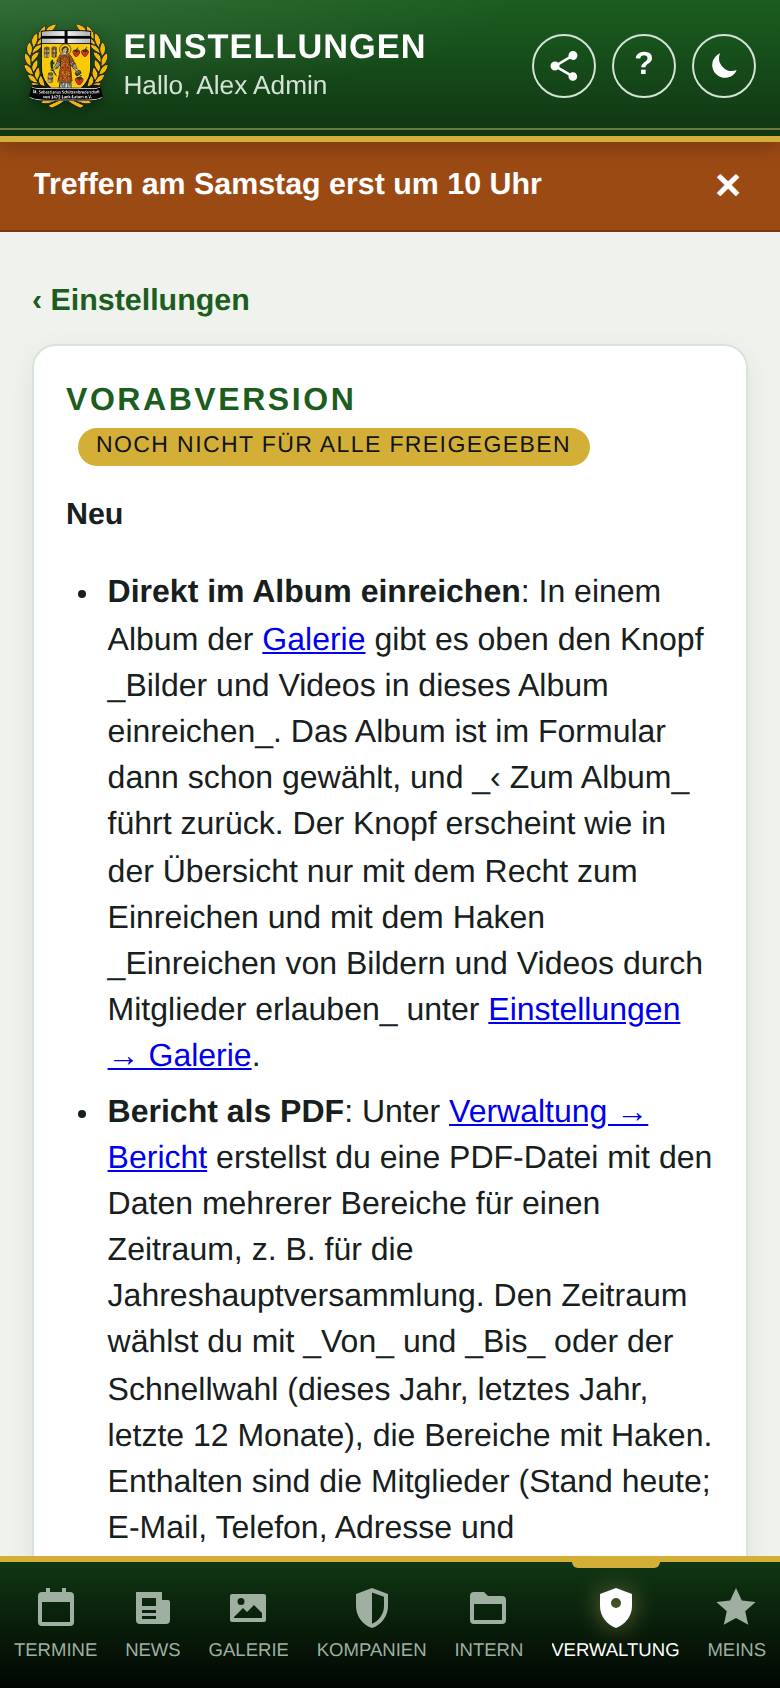 EINSTELLUNGEN
Hallo, Alex Admin
?
Treffen am Samstag erst um 10 Uhr
×
‹ Einstellungen
VORABVERSION
NOCH NICHT FÜR ALLE FREIGEGEBEN
Neu
• Direkt im Album einreichen: In einem
Album der Galerie gibt es oben den Knopf
_Bilder und Videos in dieses Album
einreichen_. Das Album ist im Formular
dann schon gewählt, und _‹ Zum Album_
führt zurück. Der Knopf erscheint wie in
der Übersicht nur mit dem Recht zum
Einreichen und mit dem Haken
_Einreichen von Bildern und Videos durch
Mitglieder erlauben_ unter Einstellungen
→ Galerie.
• Bericht als PDF: Unter Verwaltung →
Bericht erstellst du eine PDF-Datei mit den
Daten mehrerer Bereiche für einen
Zeitraum, z. B. für die
Jahreshauptversammlung. Den Zeitraum
wählst du mit _Von_ und _Bis_ oder der
Schnellwahl (dieses Jahr, letztes Jahr,
letzte 12 Monate), die Bereiche mit Haken.
Enthalten sind die Mitglieder (Stand heute;
E-Mail, Telefon, Adresse und
TERMINE
NEWS
GALERIE
KOMPANIEN
INTERN
VERWALTUNG
MEINS